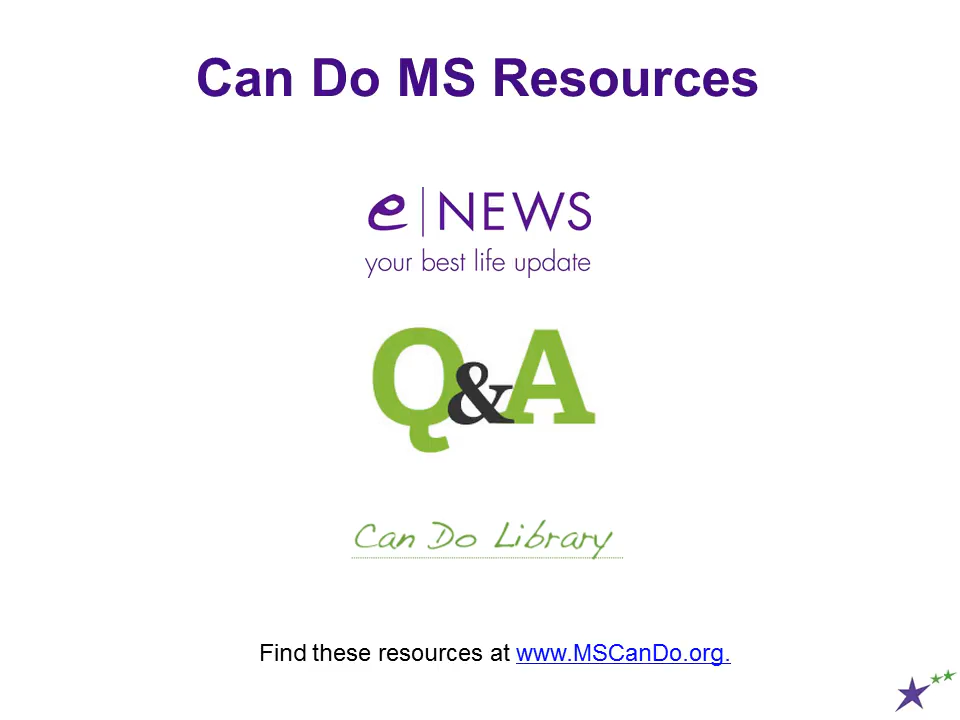 Can Do MS Resources
e|NEWS
your best life update
Q&A
Can Do Library
Find these resources at www.MSCanDo.org.